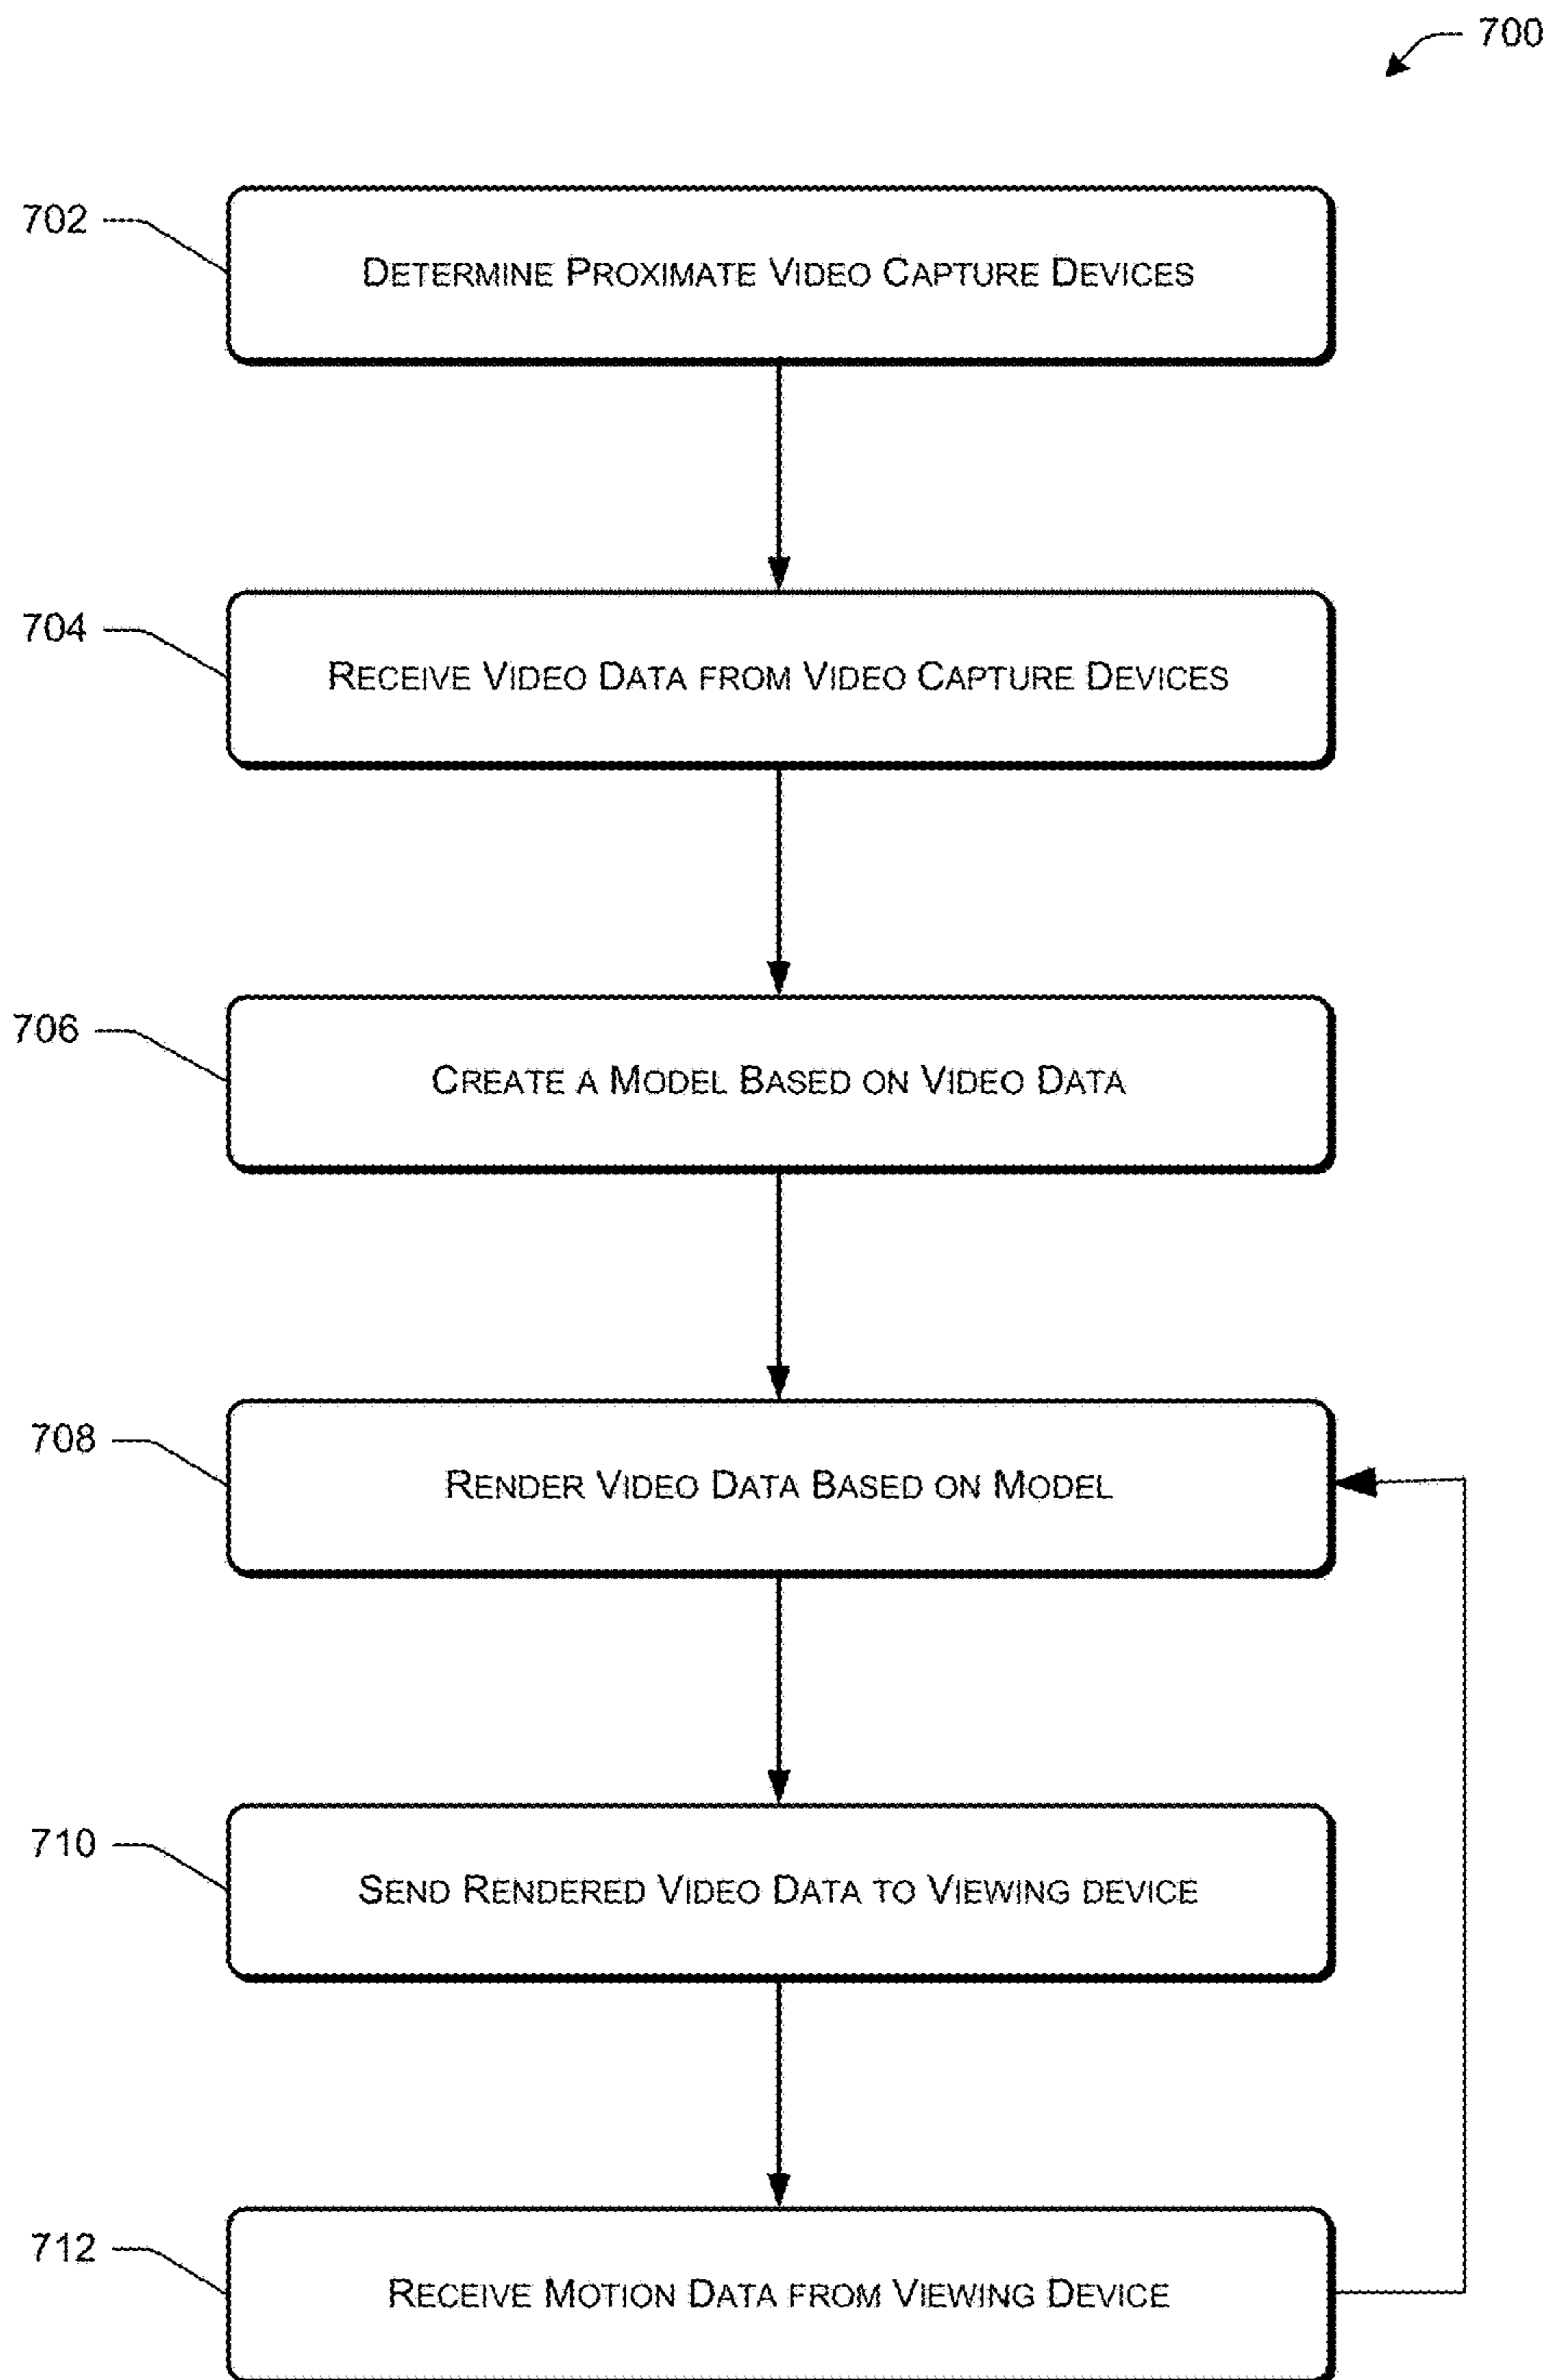 700
702
DETERMINE PROXIMATE VIDEO CAPTURE DEVICES
704
RECEIVE VIDEO DATA FROM VIDEO CAPTURE DEVICES
706
CREATE A MODEL BASED ON VIDEO DATA
708
RENDER VIDEO DATA BASED ON MODEL
710
SEND RENDERED VIDEO DATA TO VIEWING DEVICE
712
RECEIVE MOTION DATA FROM VIEWING DEVICE